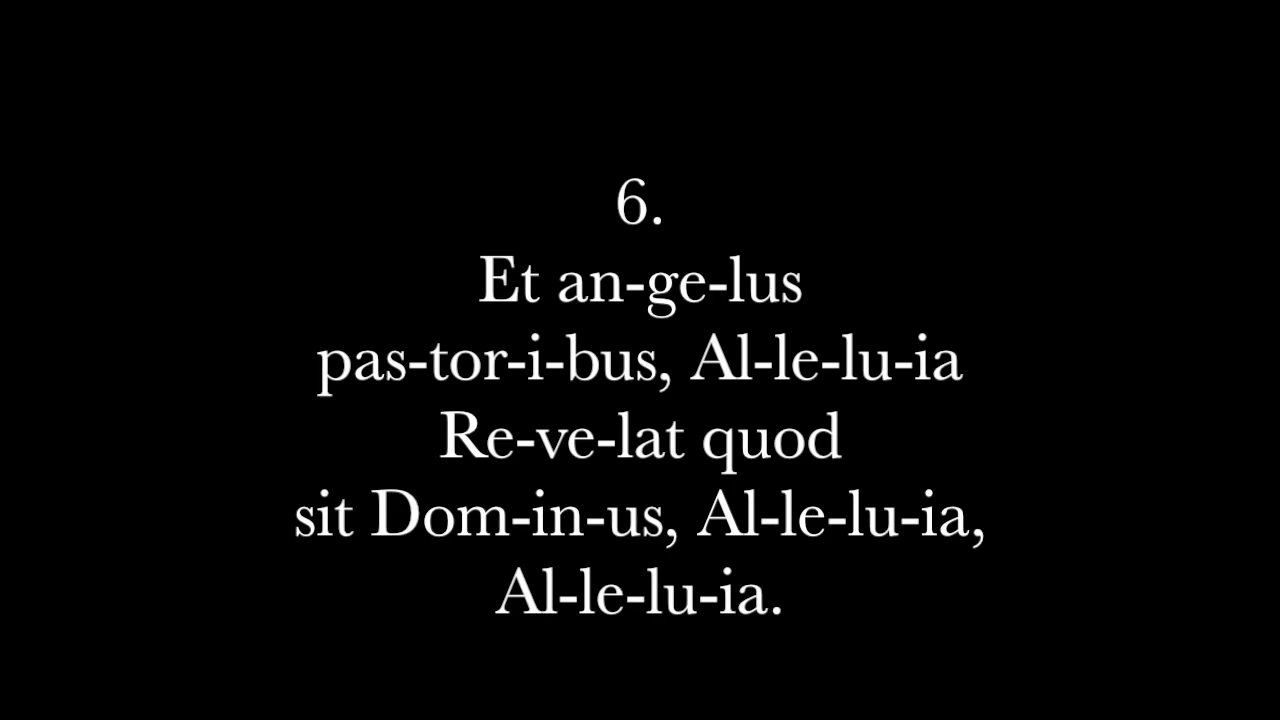 6.
Et an-ge-lus
pas-tor-i-bus, Al-le-lu-ia
Re-ve-lat quod
sit Dom-in-us, Al-le-lu-ia,
Al-le-lu-ia.